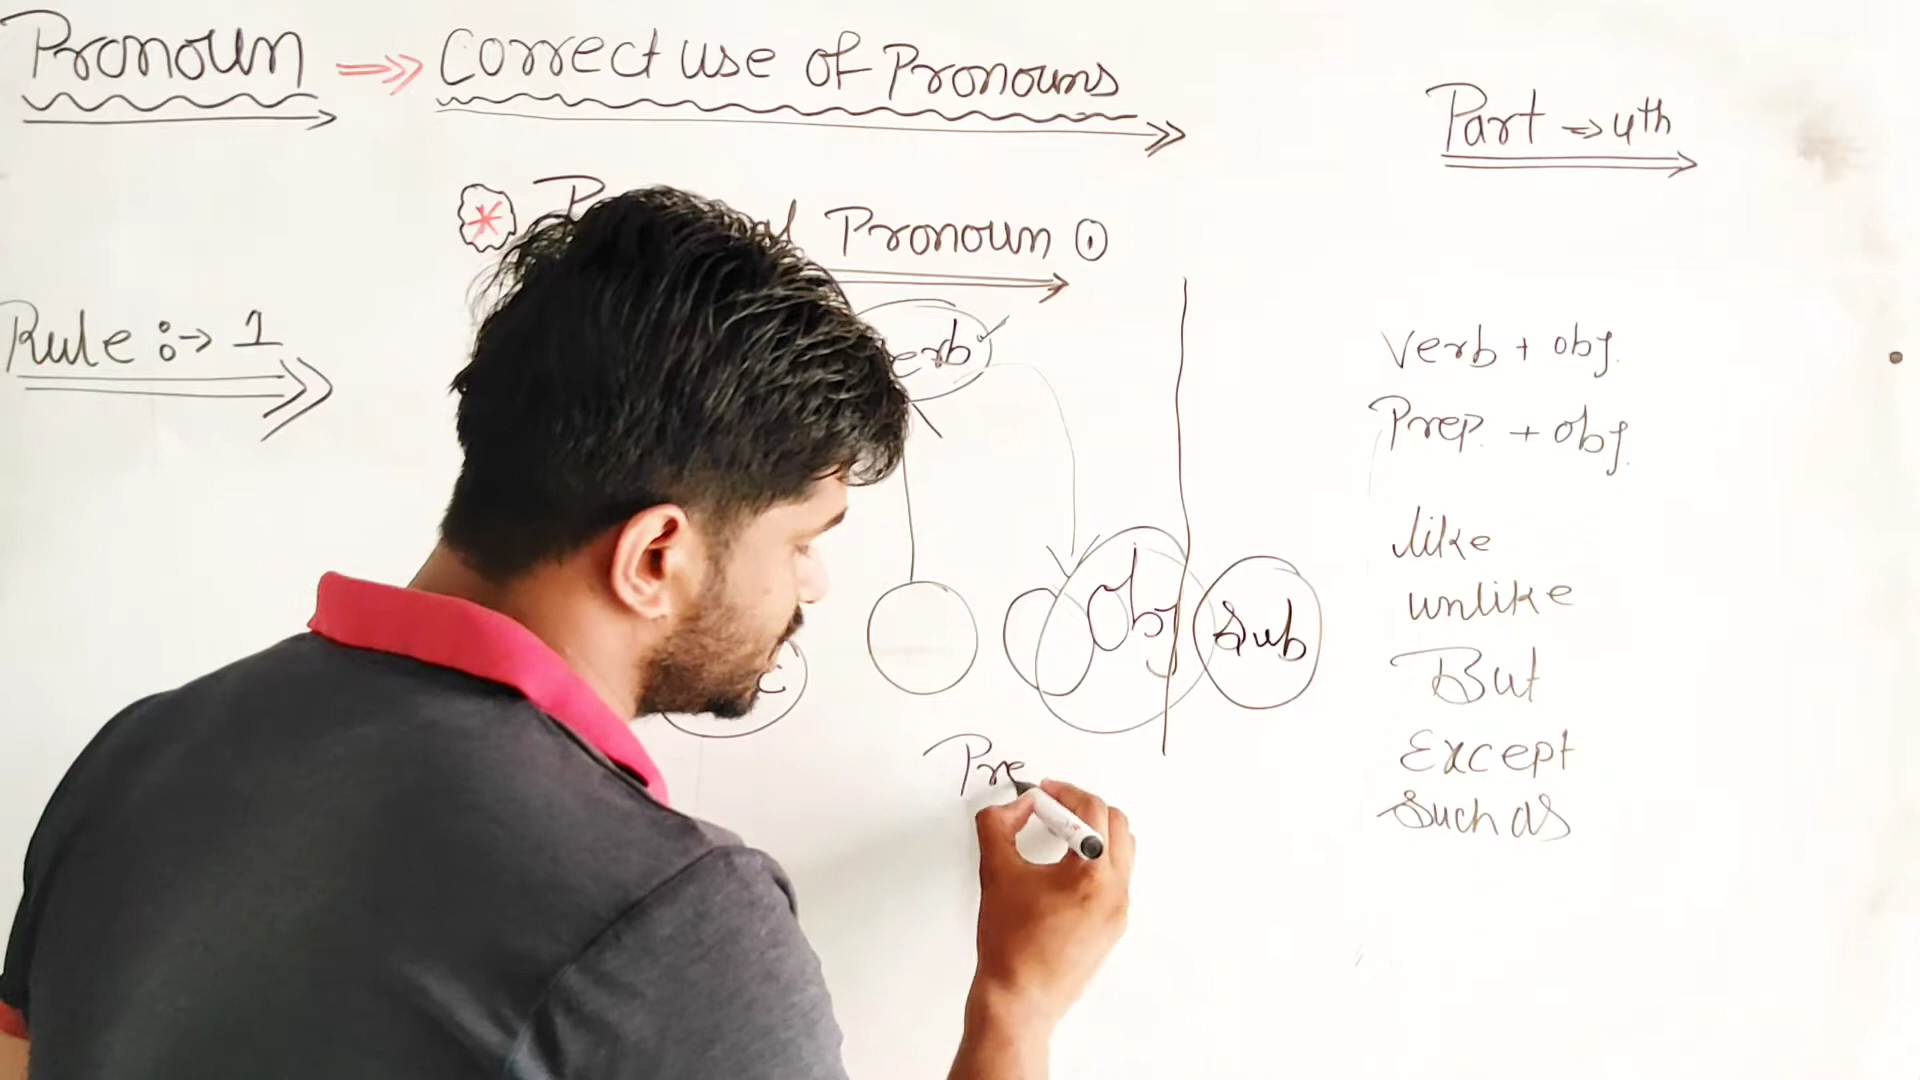 Pronoun ⇒> Correct use of Pronouns
Part ⇒ 4th
Pronoun ①
Rule :→ 1
erb
Verb + obj.
Prep. + obj.
like
unlike
But
Except
Such as
Obj
Sub
Pre